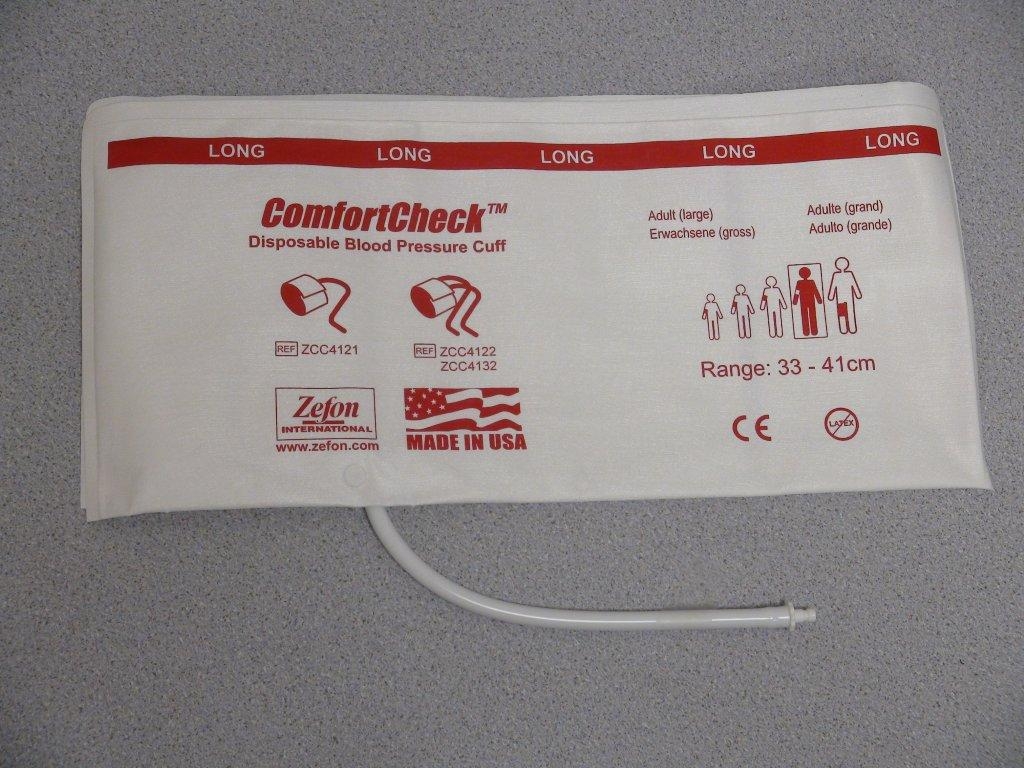 LONG LONG LONG LONG LONG
ComfortCheck™
Disposable Blood Pressure Cuff
REF ZCC4121
REF ZCC4122
ZCC4132
Zefon
INTERNATIONAL
www.zefon.com
MADE IN USA
Adult (large)
Erwachsene (gross)
Adulte (grand)
Adulto (grande)
Range: 33 - 41cm
CE
LATEX